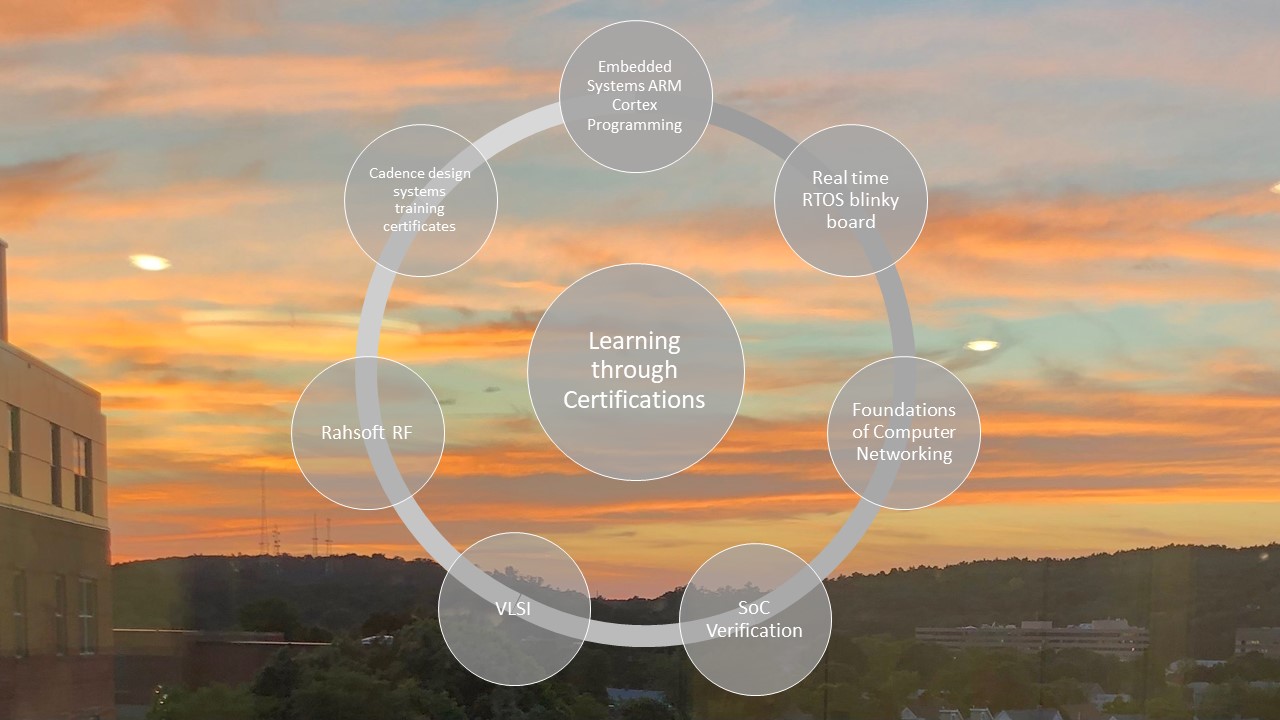 Embedded
Systems ARM
Cortex
Programming
Real time
RTOS blinky
board
Foundations
of Computer
Networking
SoC
Verification
VLSI
Rahsoft RF
Cadence design
systems
training
certificates
Learning
through
Certifications